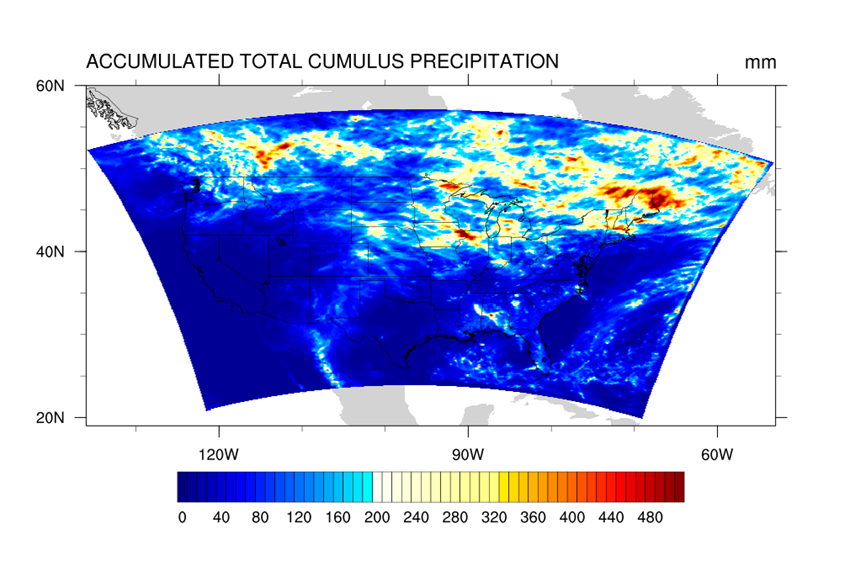 ACCUMULATED TOTAL CUMULUS PRECIPITATION mm
60N
40N
20N
120W 90W 60W
0 40 80 120 160 200 240 280 320 360 400 440 480